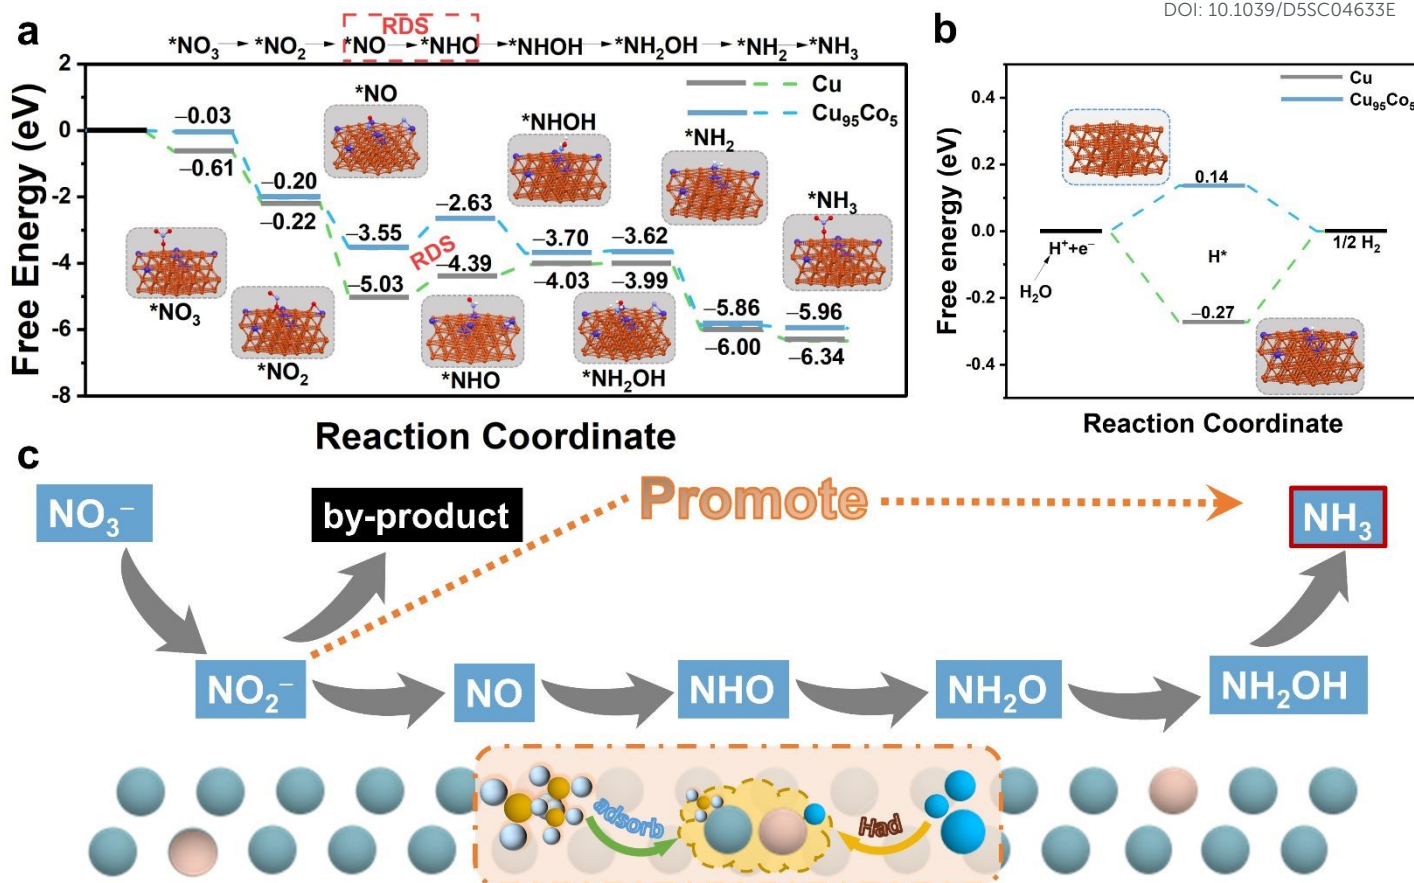 DOI: 10.1039/D5SC04633E
a
RDS
*NO₃ → *NO₂ → *NO → *NHO → *NHOH → *NH₂OH → *NH₂ → *NH₃
Free Energy (eV)
2
0
-2
-4
-6
-8
Cu
Cu₉₅Co₅
*NO
*NHOH
*NH₂
*NH₃
−0.03
−0.61
−0.20
−0.22
−3.55
−5.03
−2.63
RDS
−4.39
−3.70
−4.03
−3.62
−3.99
−5.86
−6.00
−5.96
−6.34
*NO₃
*NO₂
*NHO
*NH₂OH
Reaction Coordinate
b
Free energy (eV)
0.4
0.2
0.0
-0.2
-0.4
Cu
Cu₉₅Co₅
0.14
H⁺+e⁻
H₂O
H*
1/2 H₂
−0.27
Reaction Coordinate
c
NO₃⁻
by-product
Promote
NH₃
NO₂⁻
NO
NHO
NH₂O
NH₂OH
adsorb
Had